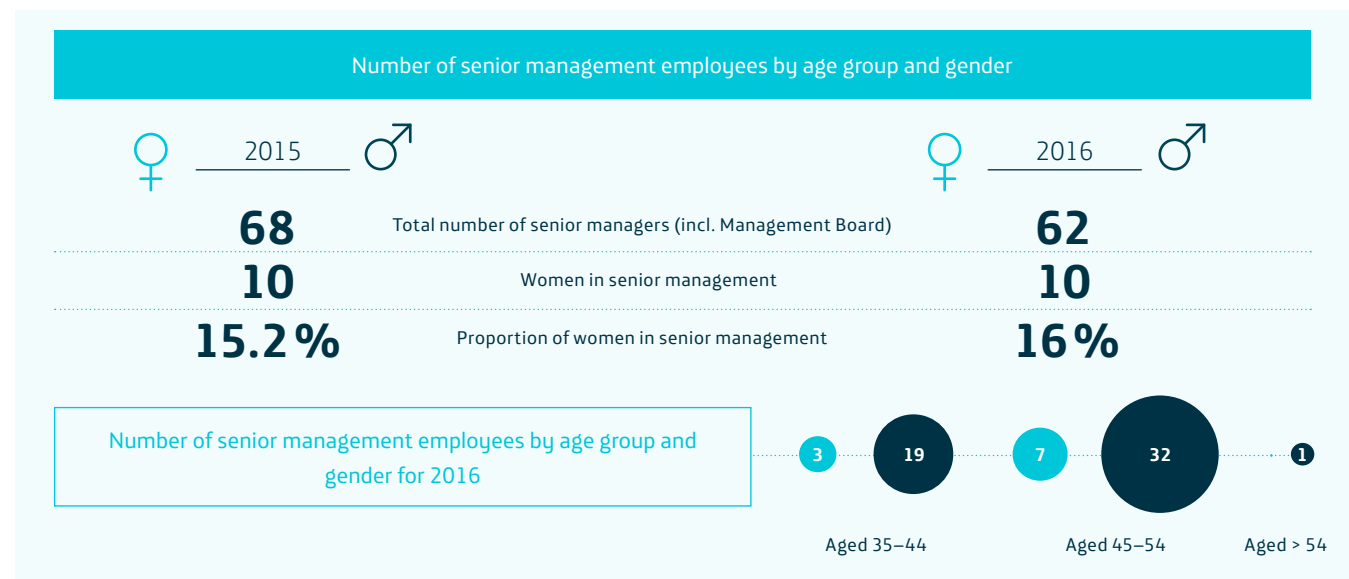 Number of senior management employees by age group and gender
2015
2016
68 Total number of senior managers (incl. Management Board) 62
10 Women in senior management 10
15.2 % Proportion of women in senior management 16 %
Number of senior management employees by age group and
gender for 2016
3 19 7 32 1
Aged 35–44 Aged 45–54 Aged > 54